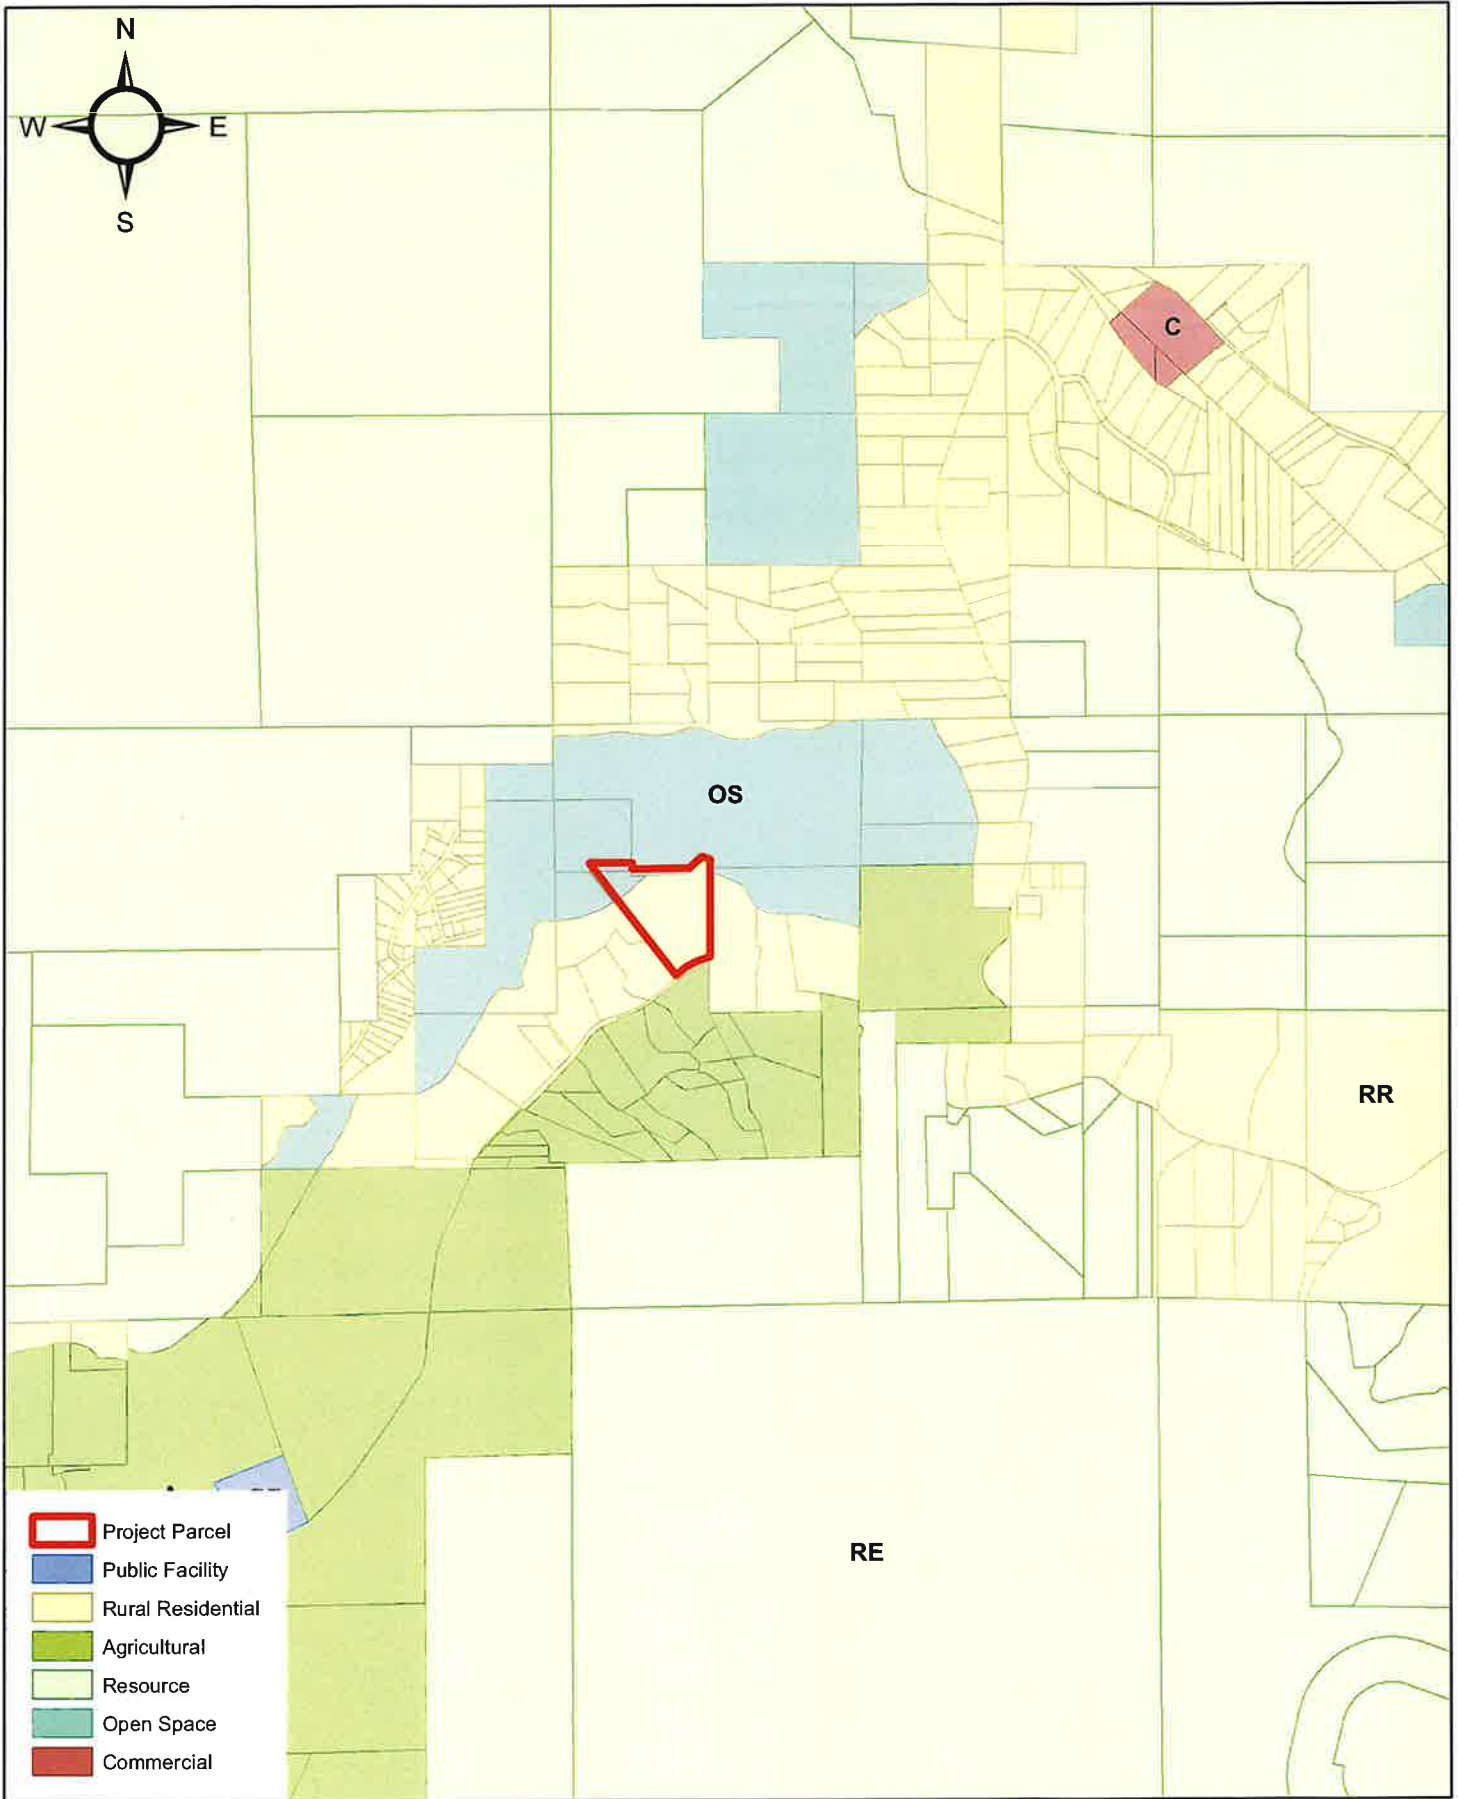 N
W E
S
C
OS
RR
RE
Project Parcel
Public Facility
Rural Residential
Agricultural
Resource
Open Space
Commercial